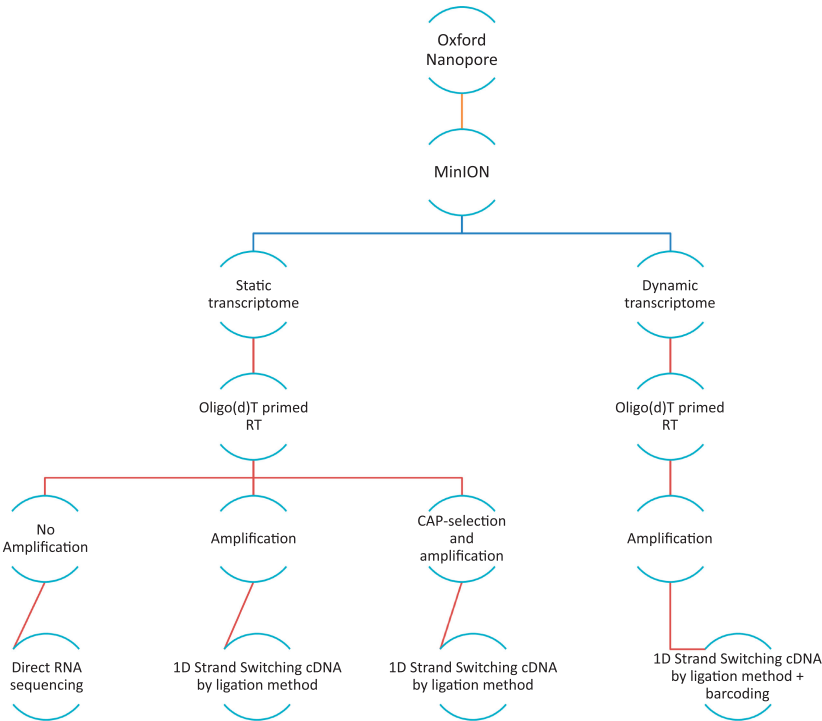 Oxford
Nanopore
MinION
Static
transcriptome
Dynamic
transcriptome
Oligo(d)T primed
RT
Oligo(d)T primed
RT
No
Amplification
Amplification
CAP-selection
and
amplification
Amplification
Direct RNA
sequencing
1D Strand Switching cDNA
by ligation method
1D Strand Switching cDNA
by ligation method
1D Strand Switching cDNA
by ligation method +
barcoding